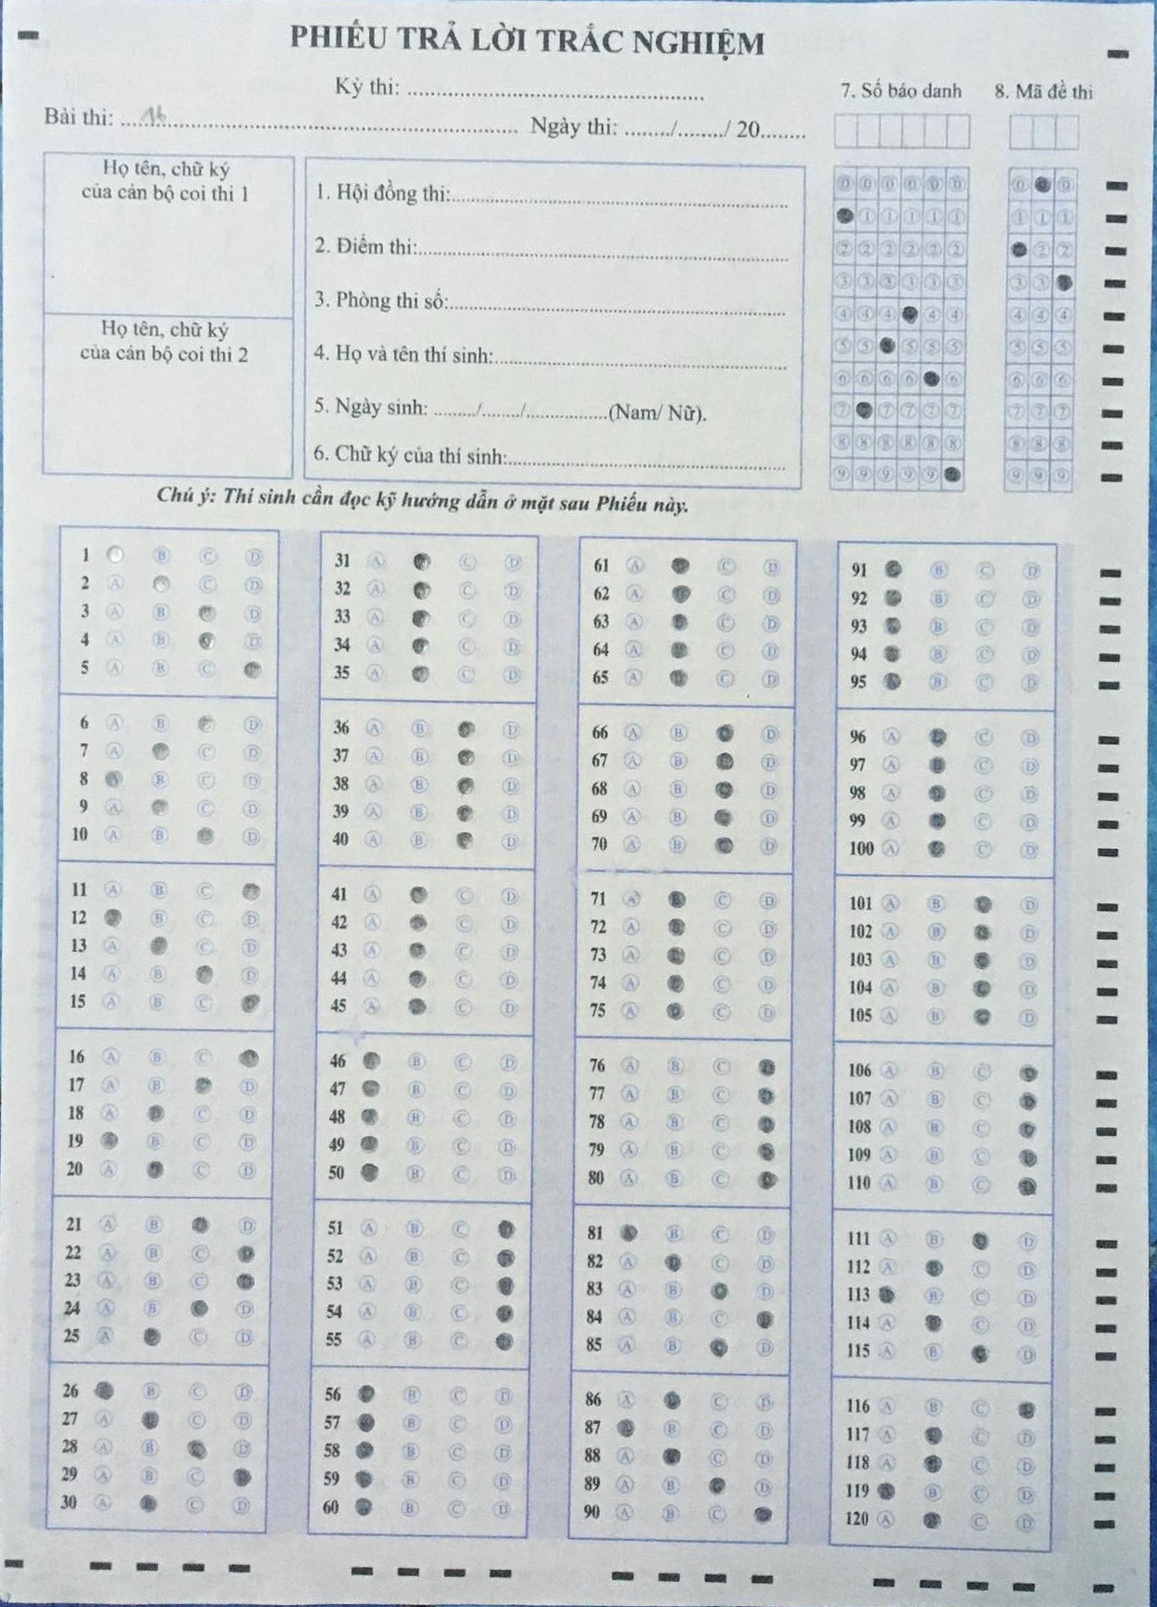 PHIẾU TRẢ LỜI TRẮC NGHIỆM
Kỳ thi: ........................................
Bài thi: ........................................ Ngày thi: ......../......../ 20........
7. Số báo danh
8. Mã đề thi
Họ tên, chữ ký
của cán bộ coi thi 1
Họ tên, chữ ký
của cán bộ coi thi 2
1. Hội đồng thi:........................................
2. Điểm thi:........................................
3. Phòng thi số:........................................
4. Họ và tên thí sinh:........................................
5. Ngày sinh: ......../......../................(Nam/ Nữ).
6. Chữ ký của thí sinh:........................................
Chú ý: Thí sinh cần đọc kỹ hướng dẫn ở mặt sau Phiếu này.
1 B C D
2 A C D
3 A B D
4 A B D
5 A B C
6 A B D
7 A C D
8 B C D
9 A C D
10 A B D
11 A B C
12 B C D
13 A C D
14 A B D
15 A B C
16 A B C
17 A B D
18 A C D
19 B C D
20 A C D
21 A B D
22 A B C
23 A B C
24 A B D
25 A C D
26 B C D
27 A C D
28 A B D
29 A B C
30 A C D
31 A C D
32 A C D
33 A C D
34 A C D
35 A C D
36 A B D
37 A B D
38 A B D
39 A B D
40 A B D
41 A C D
42 A C D
43 A C D
44 A C D
45 A C D
46 B C D
47 B C D
48 B C D
49 B C D
50 B C D
51 A B C
52 A B C
53 A B C
54 A B C
55 A B C
56 B C D
57 B C D
58 B C D
59 B C D
60 B C D
61 A C D
62 A C D
63 A C D
64 A C D
65 A C D
66 A B D
67 A B D
68 A B D
69 A B D
70 A B D
71 A C D
72 A C D
73 A C D
74 A C D
75 A C D
76 A B C
77 A B C
78 A B C
79 A B C
80 A B C
81 B C D
82 A C D
83 A B D
84 A B C
85 A B D
86 A C D
87 B C D
88 A C D
89 A B D
90 A B C
91 B C D
92 B C D
93 B C D
94 B C D
95 B C D
96 A C D
97 A C D
98 A C D
99 A C D
100 A C D
101 A B D
102 A B D
103 A B D
104 A B D
105 A B D
106 A B C
107 A B C
108 A B C
109 A B C
110 A B C
111 A B D
112 A C D
113 B C D
114 A C D
115 A B D
116 A B C
117 A C D
118 A C D
119 B C D
120 A C D